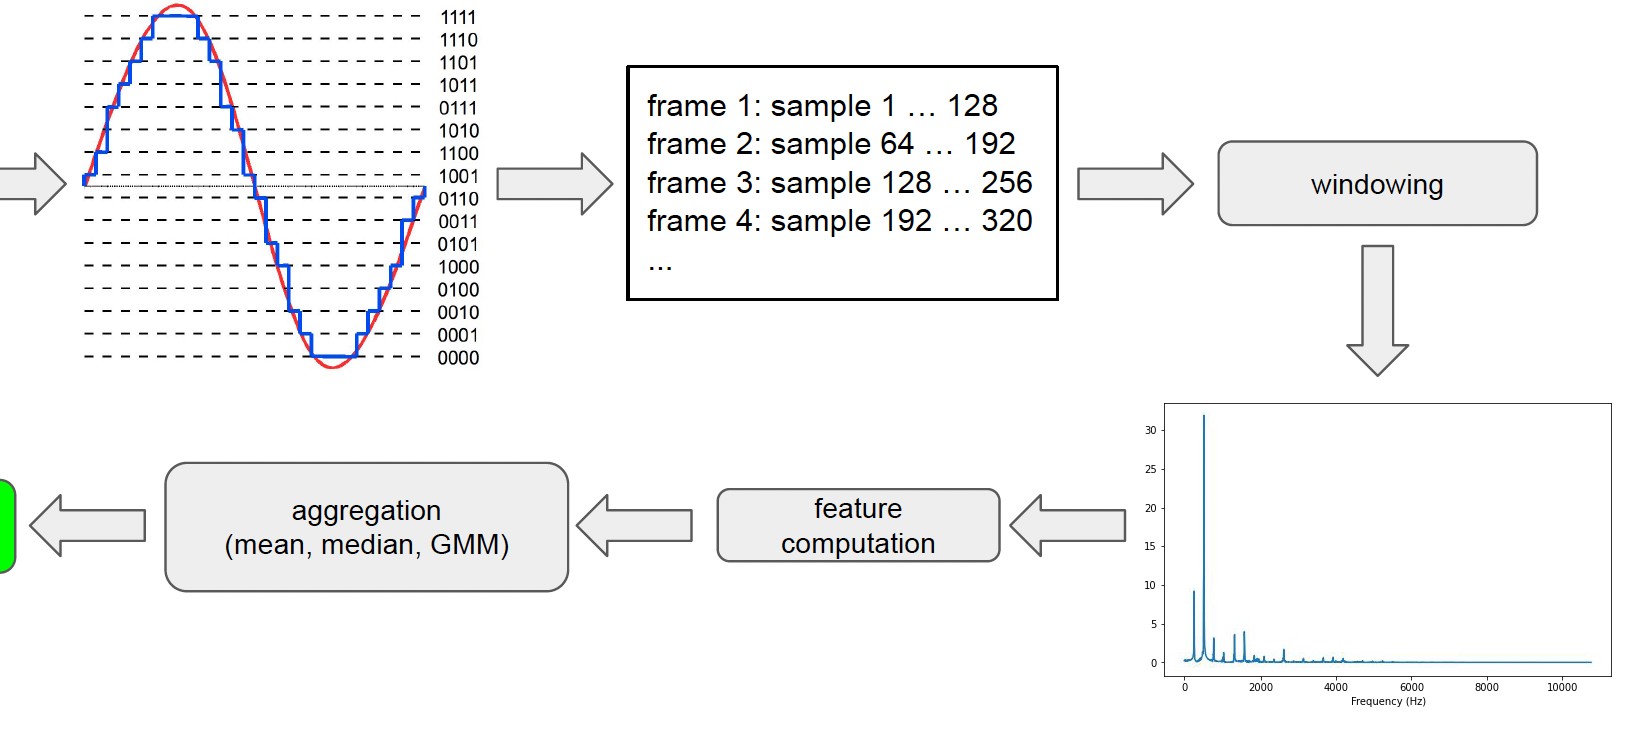 1111
1110
1101
1011
0111
1010
1100
1001
0110
0011
0101
1000
0100
0010
0001
0000
frame 1: sample 1 … 128
frame 2: sample 64 … 192
frame 3: sample 128 … 256
frame 4: sample 192 … 320
...
windowing
30
25
20
15
10
5
0
0 2000 4000 6000 8000 10000
Frequency (Hz)
feature
computation
aggregation
(mean, median, GMM)